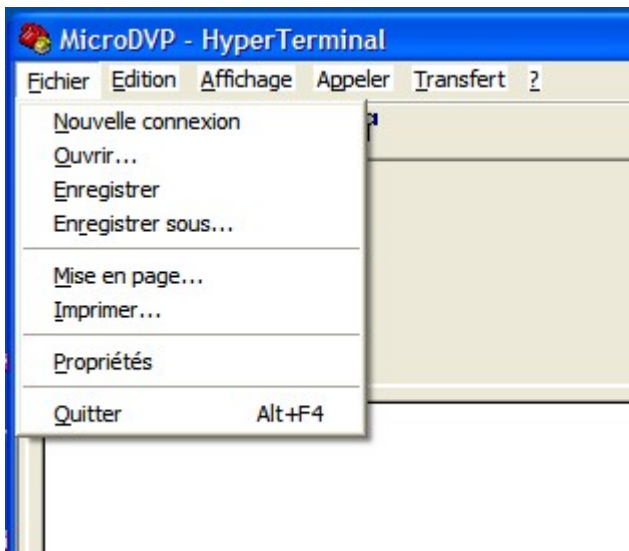 MicroDVP - HyperTerminal
Fichier Edition Affichage Appeler Transfert ?
Nouvelle connexion
Ouvrir...
Enregistrer
Enregistrer sous...
Mise en page...
Imprimer...
Propriétés
Quitter Alt+F4